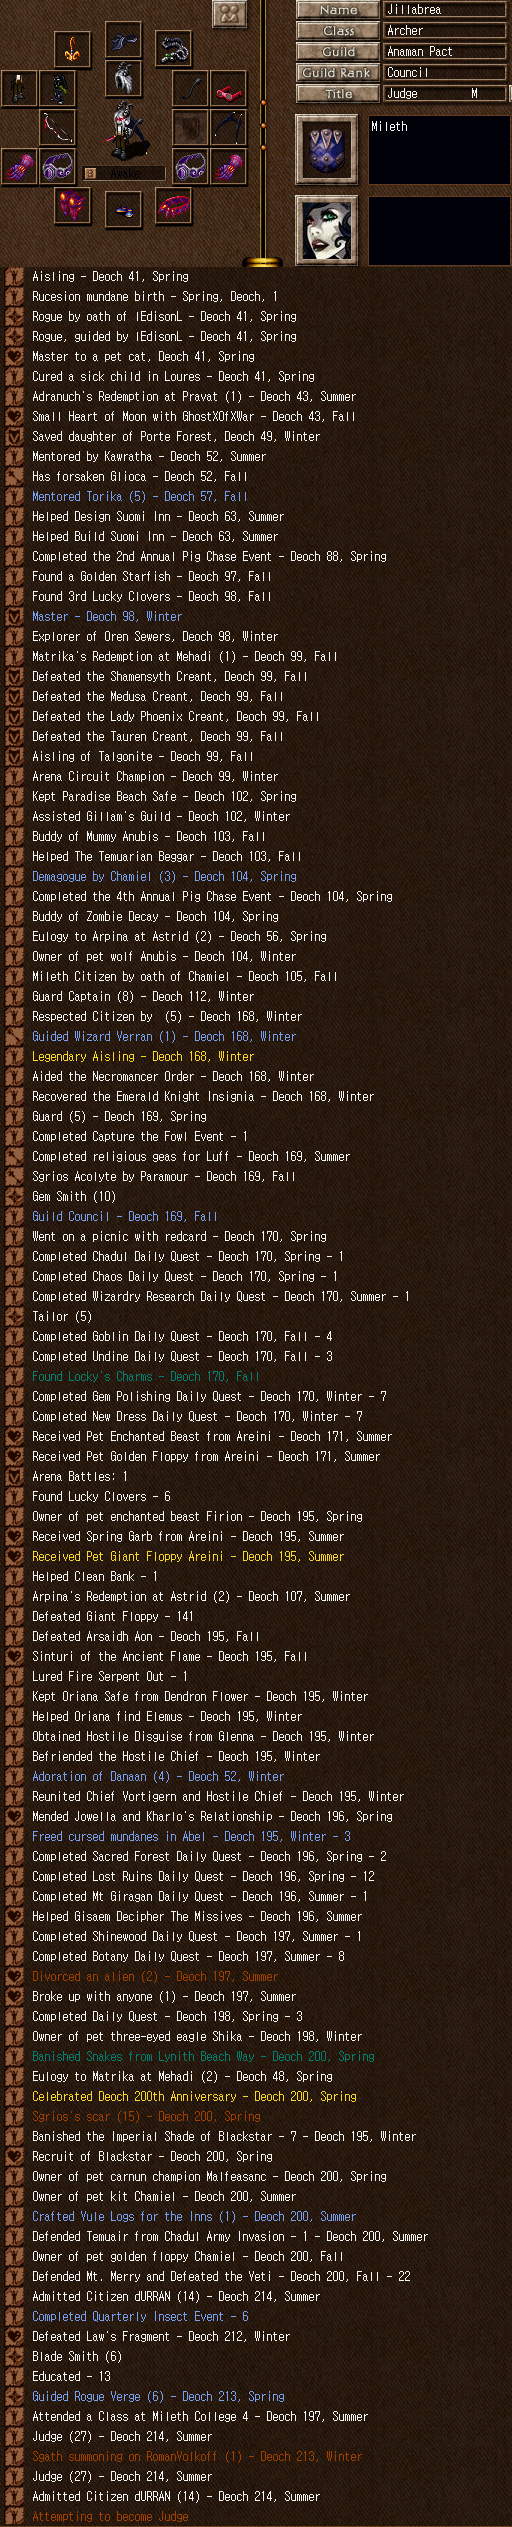 Name Jillabrea
Class Archer
Guild Anaman Pact
Guild Rank Council
Title Judge M
Mileth
Awake
Aisling - Deoch 41, Spring
Rucesion mundane birth - Spring, Deoch, 1
Rogue by oath of lEdisonL - Deoch 41, Spring
Rogue, guided by lEdisonL - Deoch 41, Spring
Master to a pet cat, Deoch 41, Spring
Cured a sick child in Loures - Deoch 41, Spring
Adranuch's Redemption at Pravat (1) - Deoch 43, Summer
Small Heart of Moon with GhostXOfXWar - Deoch 43, Fall
Saved daughter of Porte Forest, Deoch 49, Winter
Mentored by Kawratha - Deoch 52, Summer
Has forsaken Glioca - Deoch 52, Fall
Mentored Torika (5) - Deoch 57, Fall
Helped Design Suomi Inn - Deoch 63, Summer
Helped Build Suomi Inn - Deoch 63, Summer
Completed the 2nd Annual Pig Chase Event - Deoch 88, Spring
Found a Golden Starfish - Deoch 97, Fall
Found 3rd Lucky Clovers - Deoch 98, Fall
Master - Deoch 98, Winter
Explorer of Oren Sewers, Deoch 98, Winter
Matrika's Redemption at Mehadi (1) - Deoch 99, Fall
Defeated the Shamensyth Creant, Deoch 99, Fall
Defeated the Medusa Creant, Deoch 99, Fall
Defeated the Lady Phoenix Creant, Deoch 99, Fall
Defeated the Tauren Creant, Deoch 99, Fall
Aisling of Talgonite - Deoch 99, Fall
Arena Circuit Champion - Deoch 99, Winter
Kept Paradise Beach Safe - Deoch 102, Spring
Assisted Gillam's Guild - Deoch 102, Winter
Buddy of Mummy Anubis - Deoch 103, Fall
Helped The Temuarian Beggar - Deoch 103, Fall
Demagogue by Chamiel (3) - Deoch 104, Spring
Completed the 4th Annual Pig Chase Event - Deoch 104, Spring
Buddy of Zombie Decay - Deoch 104, Spring
Eulogy to Arpina at Astrid (2) - Deoch 56, Spring
Owner of pet wolf Anubis - Deoch 104, Winter
Mileth Citizen by oath of Chamiel - Deoch 105, Fall
Guard Captain (8) - Deoch 112, Winter
Respected Citizen by  (5) - Deoch 168, Winter
Guided Wizard Verran (1) - Deoch 168, Winter
Legendary Aisling - Deoch 168, Winter
Aided the Necromancer Order - Deoch 168, Winter
Recovered the Emerald Knight Insignia - Deoch 168, Winter
Guard (5) - Deoch 169, Spring
Completed Capture the Fowl Event - 1
Completed religious geas for Luff - Deoch 169, Summer
Sgrios Acolyte by Paramour - Deoch 169, Fall
Gem Smith (10)
Guild Council - Deoch 169, Fall
Went on a picnic with redcard - Deoch 170, Spring
Completed Chadul Daily Quest - Deoch 170, Spring - 1
Completed Chaos Daily Quest - Deoch 170, Spring - 1
Completed Wizardry Research Daily Quest - Deoch 170, Summer - 1
Tailor (5)
Completed Goblin Daily Quest - Deoch 170, Fall - 4
Completed Undine Daily Quest - Deoch 170, Fall - 3
Found Locky's Charms - Deoch 170, Fall
Completed Gem Polishing Daily Quest - Deoch 170, Winter - 7
Completed New Dress Daily Quest - Deoch 170, Winter - 7
Received Pet Enchanted Beast from Areini - Deoch 171, Summer
Received Pet Golden Floppy from Areini - Deoch 171, Summer
Arena Battles: 1
Found Lucky Clovers - 6
Owner of pet enchanted beast Firion - Deoch 195, Spring
Received Spring Garb from Areini - Deoch 195, Summer
Received Pet Giant Floppy Areini - Deoch 195, Summer
Helped Clean Bank - 1
Arpina's Redemption at Astrid (2) - Deoch 107, Summer
Defeated Giant Floppy - 141
Defeated Arsaidh Aon - Deoch 195, Fall
Sinturi of the Ancient Flame - Deoch 195, Fall
Lured Fire Serpent Out - 1
Kept Oriana Safe from Dendron Flower - Deoch 195, Winter
Helped Oriana find Elemus - Deoch 195, Winter
Obtained Hostile Disguise from Glenna - Deoch 195, Winter
Befriended the Hostile Chief - Deoch 195, Winter
Adoration of Danaan (4) - Deoch 52, Winter
Reunited Chief Vortigern and Hostile Chief - Deoch 195, Winter
Mended Jowella and Kharlo's Relationship - Deoch 196, Spring
Freed cursed mundanes in Abel - Deoch 195, Winter - 3
Completed Sacred Forest Daily Quest - Deoch 196, Spring - 2
Completed Lost Ruins Daily Quest - Deoch 196, Spring - 12
Completed Mt Giragan Daily Quest - Deoch 196, Summer - 1
Helped Gisaem Decipher The Missives - Deoch 196, Summer
Completed Shinewood Daily Quest - Deoch 197, Summer - 1
Completed Botany Daily Quest - Deoch 197, Summer - 8
Divorced an alien (2) - Deoch 197, Summer
Broke up with anyone (1) - Deoch 197, Summer
Completed Daily Quest - Deoch 198, Spring - 3
Owner of pet three-eyed eagle Shika - Deoch 198, Winter
Banished Snakes from Lynith Beach Way - Deoch 200, Spring
Eulogy to Matrika at Mehadi (2) - Deoch 48, Spring
Celebrated Deoch 200th Anniversary - Deoch 200, Spring
Sgrios's scar (15) - Deoch 200, Spring
Banished the Imperial Shade of Blackstar - 7 - Deoch 195, Winter
Recruit of Blackstar - Deoch 200, Spring
Owner of pet carnun champion Malfeasanc - Deoch 200, Spring
Owner of pet kit Chamiel - Deoch 200, Summer
Crafted Yule Logs for the Inns (1) - Deoch 200, Summer
Defended Temuair from Chadul Army Invasion - 1 - Deoch 200, Summer
Owner of pet golden floppy Chamiel - Deoch 200, Fall
Defended Mt. Merry and Defeated the Yeti - Deoch 200, Fall - 22
Admitted Citizen dURRAN (14) - Deoch 214, Summer
Completed Quarterly Insect Event - 6
Defeated Law's Fragment - Deoch 212, Winter
Blade Smith (6)
Educated - 13
Guided Rogue Verge (6) - Deoch 213, Spring
Attended a Class at Mileth College 4 - Deoch 197, Summer
Judge (27) - Deoch 214, Summer
Sgath summoning on RomanVolkoff (1) - Deoch 213, Winter
Judge (27) - Deoch 214, Summer
Admitted Citizen dURRAN (14) - Deoch 214, Summer
Attempting to become Judge